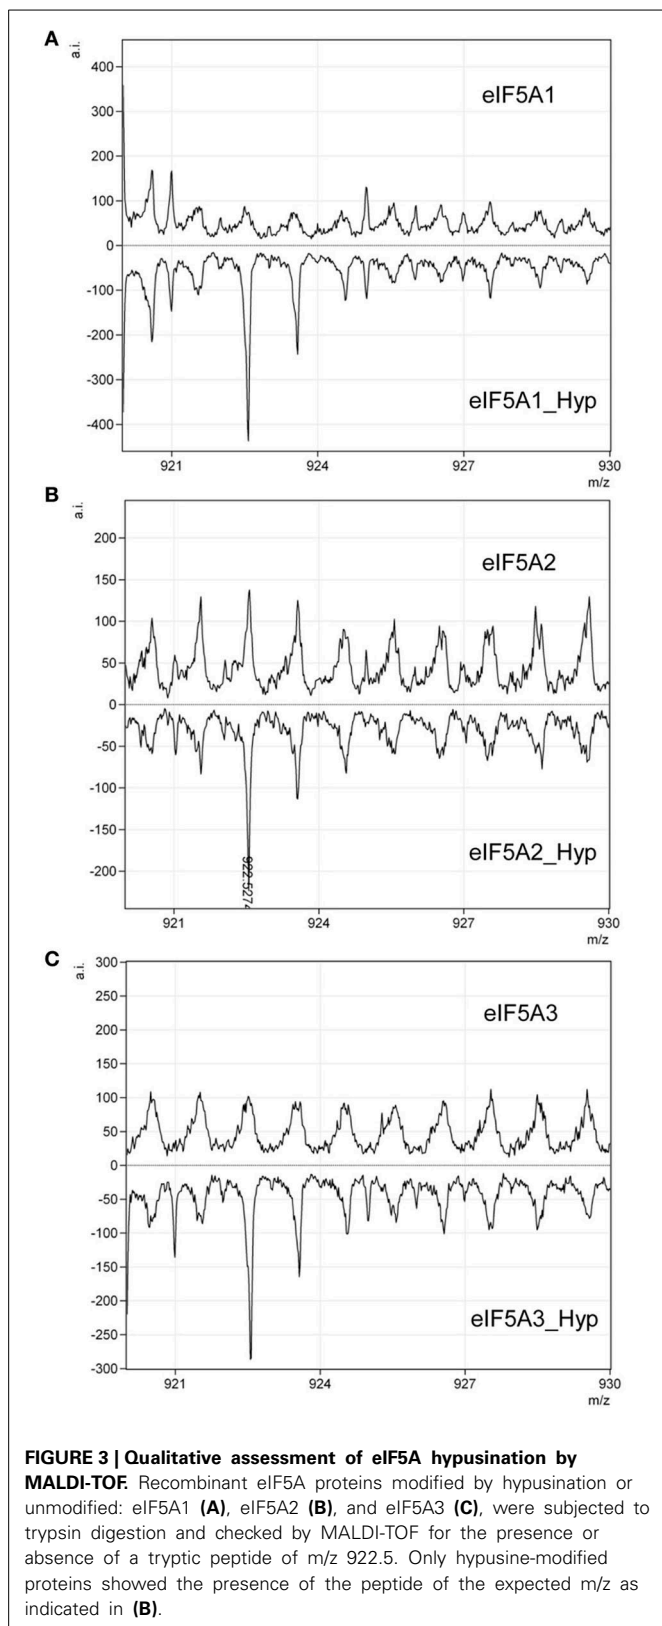 A
a.i.
400
300
200
100
0
-100
-200
-300
-400
eIF5A1
eIF5A1_Hyp
921
924
927
930
m/z
B
a.i.
200
150
100
50
0
-50
-100
-150
-200
eIF5A2
eIF5A2_Hyp
922.5274
921
924
927
930
m/z
C
a.i.
300
250
200
150
100
50
0
-50
-100
-150
-200
-250
-300
eIF5A3
eIF5A3_Hyp
921
924
927
930
m/z
FIGURE 3 | Qualitative assessment of eIF5A hypusination by
MALDI-TOF. Recombinant eIF5A proteins modified by hypusination or
unmodified: eIF5A1 (A), eIF5A2 (B), and eIF5A3 (C), were subjected to
trypsin digestion and checked by MALDI-TOF for the presence or
absence of a tryptic peptide of m/z 922.5. Only hypusine-modified
proteins showed the presence of the peptide of the expected m/z as
indicated in (B).